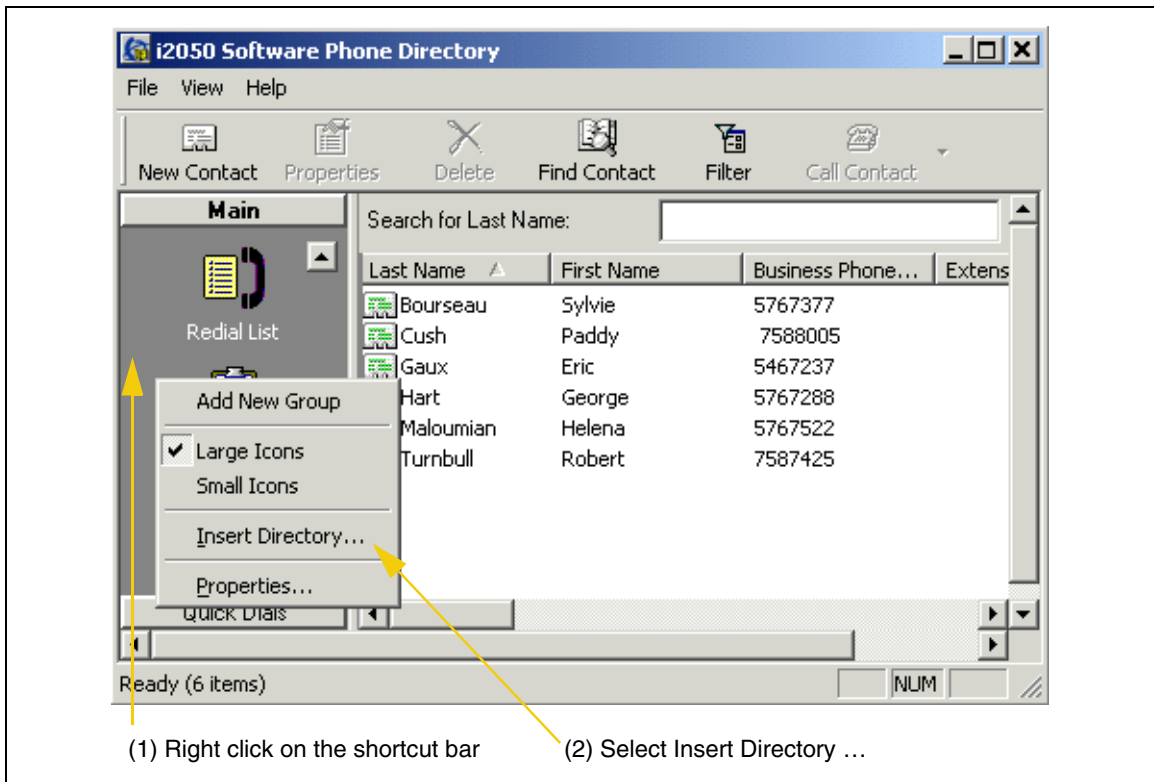 i2050 Software Phone Directory
File View Help
New Contact Properties Delete Find Contact Filter Call Contact
Main
Search for Last Name:
Redial List
Last Name First Name Business Phone... Extens
Bourseau Sylvie 5767377
Cush Paddy 7588005
Gaux Eric 5467237
Hart George 5767288
Maloumian Helena 5767522
Turnbull Robert 7587425
Add New Group
Large Icons
Small Icons
Insert Directory...
Properties...
Quick Dials
Ready (6 items) NUM
(1) Right click on the shortcut bar (2) Select Insert Directory …